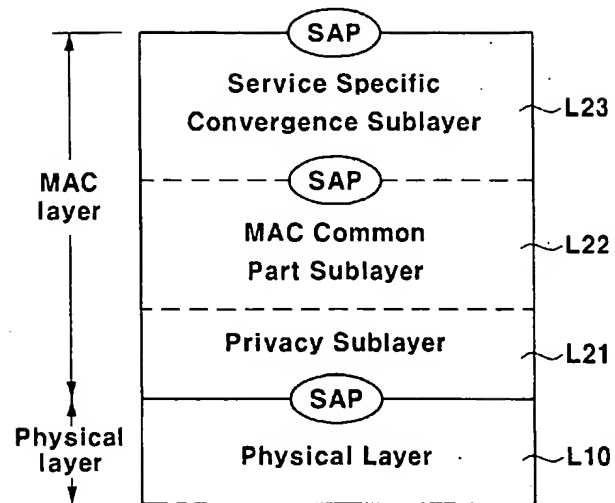 SAP
Service Specific
Convergence Sublayer
L23
SAP
MAC
layer
MAC Common
Part Sublayer
L22
Privacy Sublayer
L21
SAP
Physical
layer
Physical Layer
L10